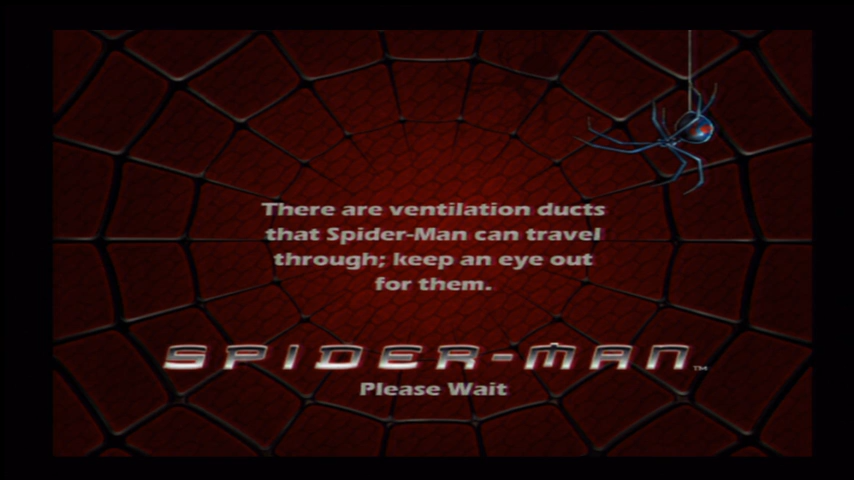 There are ventilation ducts
that Spider-Man can travel
through; keep an eye out
for them.
SPIDER-MAN™
Please Wait